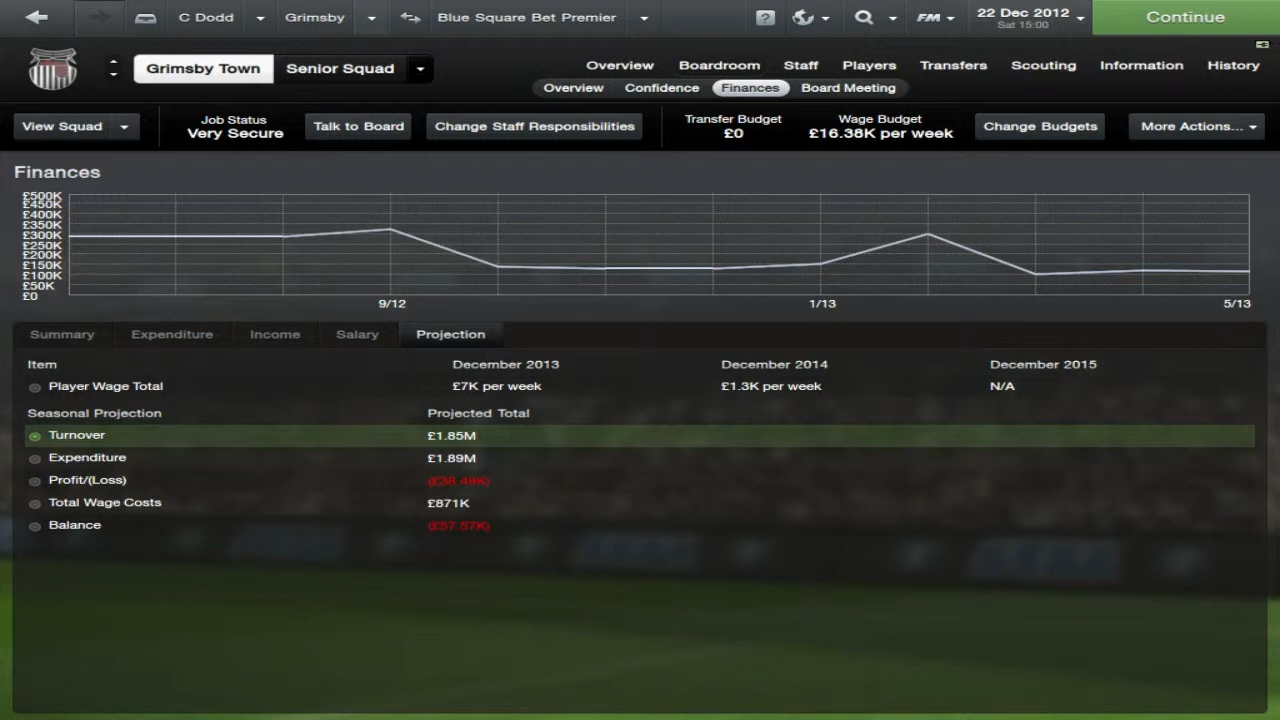 C Dodd Grimsby Blue Square Bet Premier ? FM 22 Dec 2012 Continue
Sat 15:00
Grimsby Town Senior Squad Overview Boardroom Staff Players Transfers Scouting Information History
Overview Confidence Finances Board Meeting
View Squad Job Status Talk to Board Change Staff Responsibilities Transfer Budget Wage Budget Change Budgets More Actions...
Very Secure £0 £16.38K per week
Finances
£500K
£450K
£400K
£350K
£300K
£250K
£200K
£150K
£100K
£50K
£0
9/12 1/13 5/13
Summary Expenditure Income Salary Projection
Item December 2013 December 2014 December 2015
Player Wage Total £7K per week £1.3K per week N/A
Seasonal Projection Projected Total
Turnover £1.85M
Expenditure £1.89M
Profit/(Loss) (£38.49K)
Total Wage Costs £871K
Balance (£57.57K)